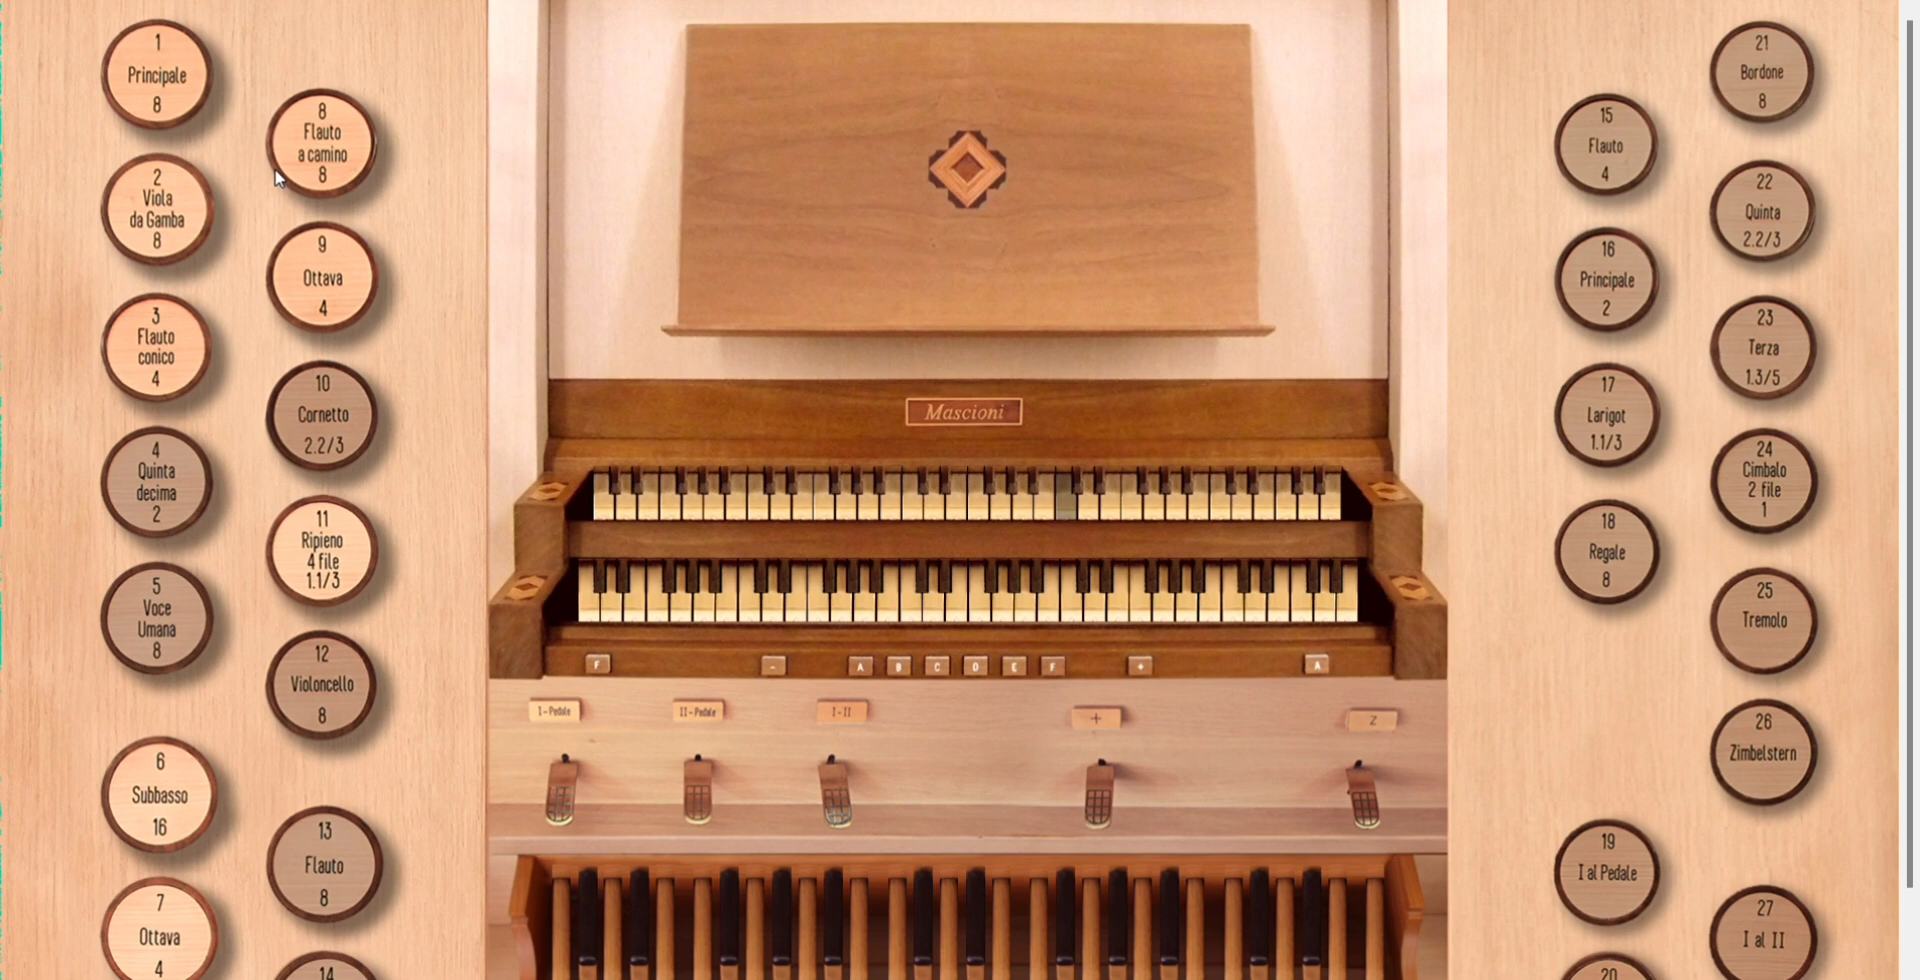 1
Principale
8
2
Viola
da Gamba
8
3
Flauto
conico
4
4
Quinta
decima
2
5
Voce
Umana
8
6
Subbasso
16
7
Ottava
4
8
Flauto
a camino
8
9
Ottava
4
10
Cornetto
2.2/3
11
Ripieno
4 file
1.1/3
12
Violoncello
8
13
Flauto
8
14
Mascioni
F - A B C D E F + A
I-Pedale II-Pedale I-II + Z
15
Flauto
4
16
Principale
2
17
Larigot
1.1/3
18
Regale
8
19
I al Pedale
20
21
Bordone
8
22
Quinta
2.2/3
23
Terza
1.3/5
24
Cimbalo
2 file
1
25
Tremolo
26
Zimbelstern
27
I al II